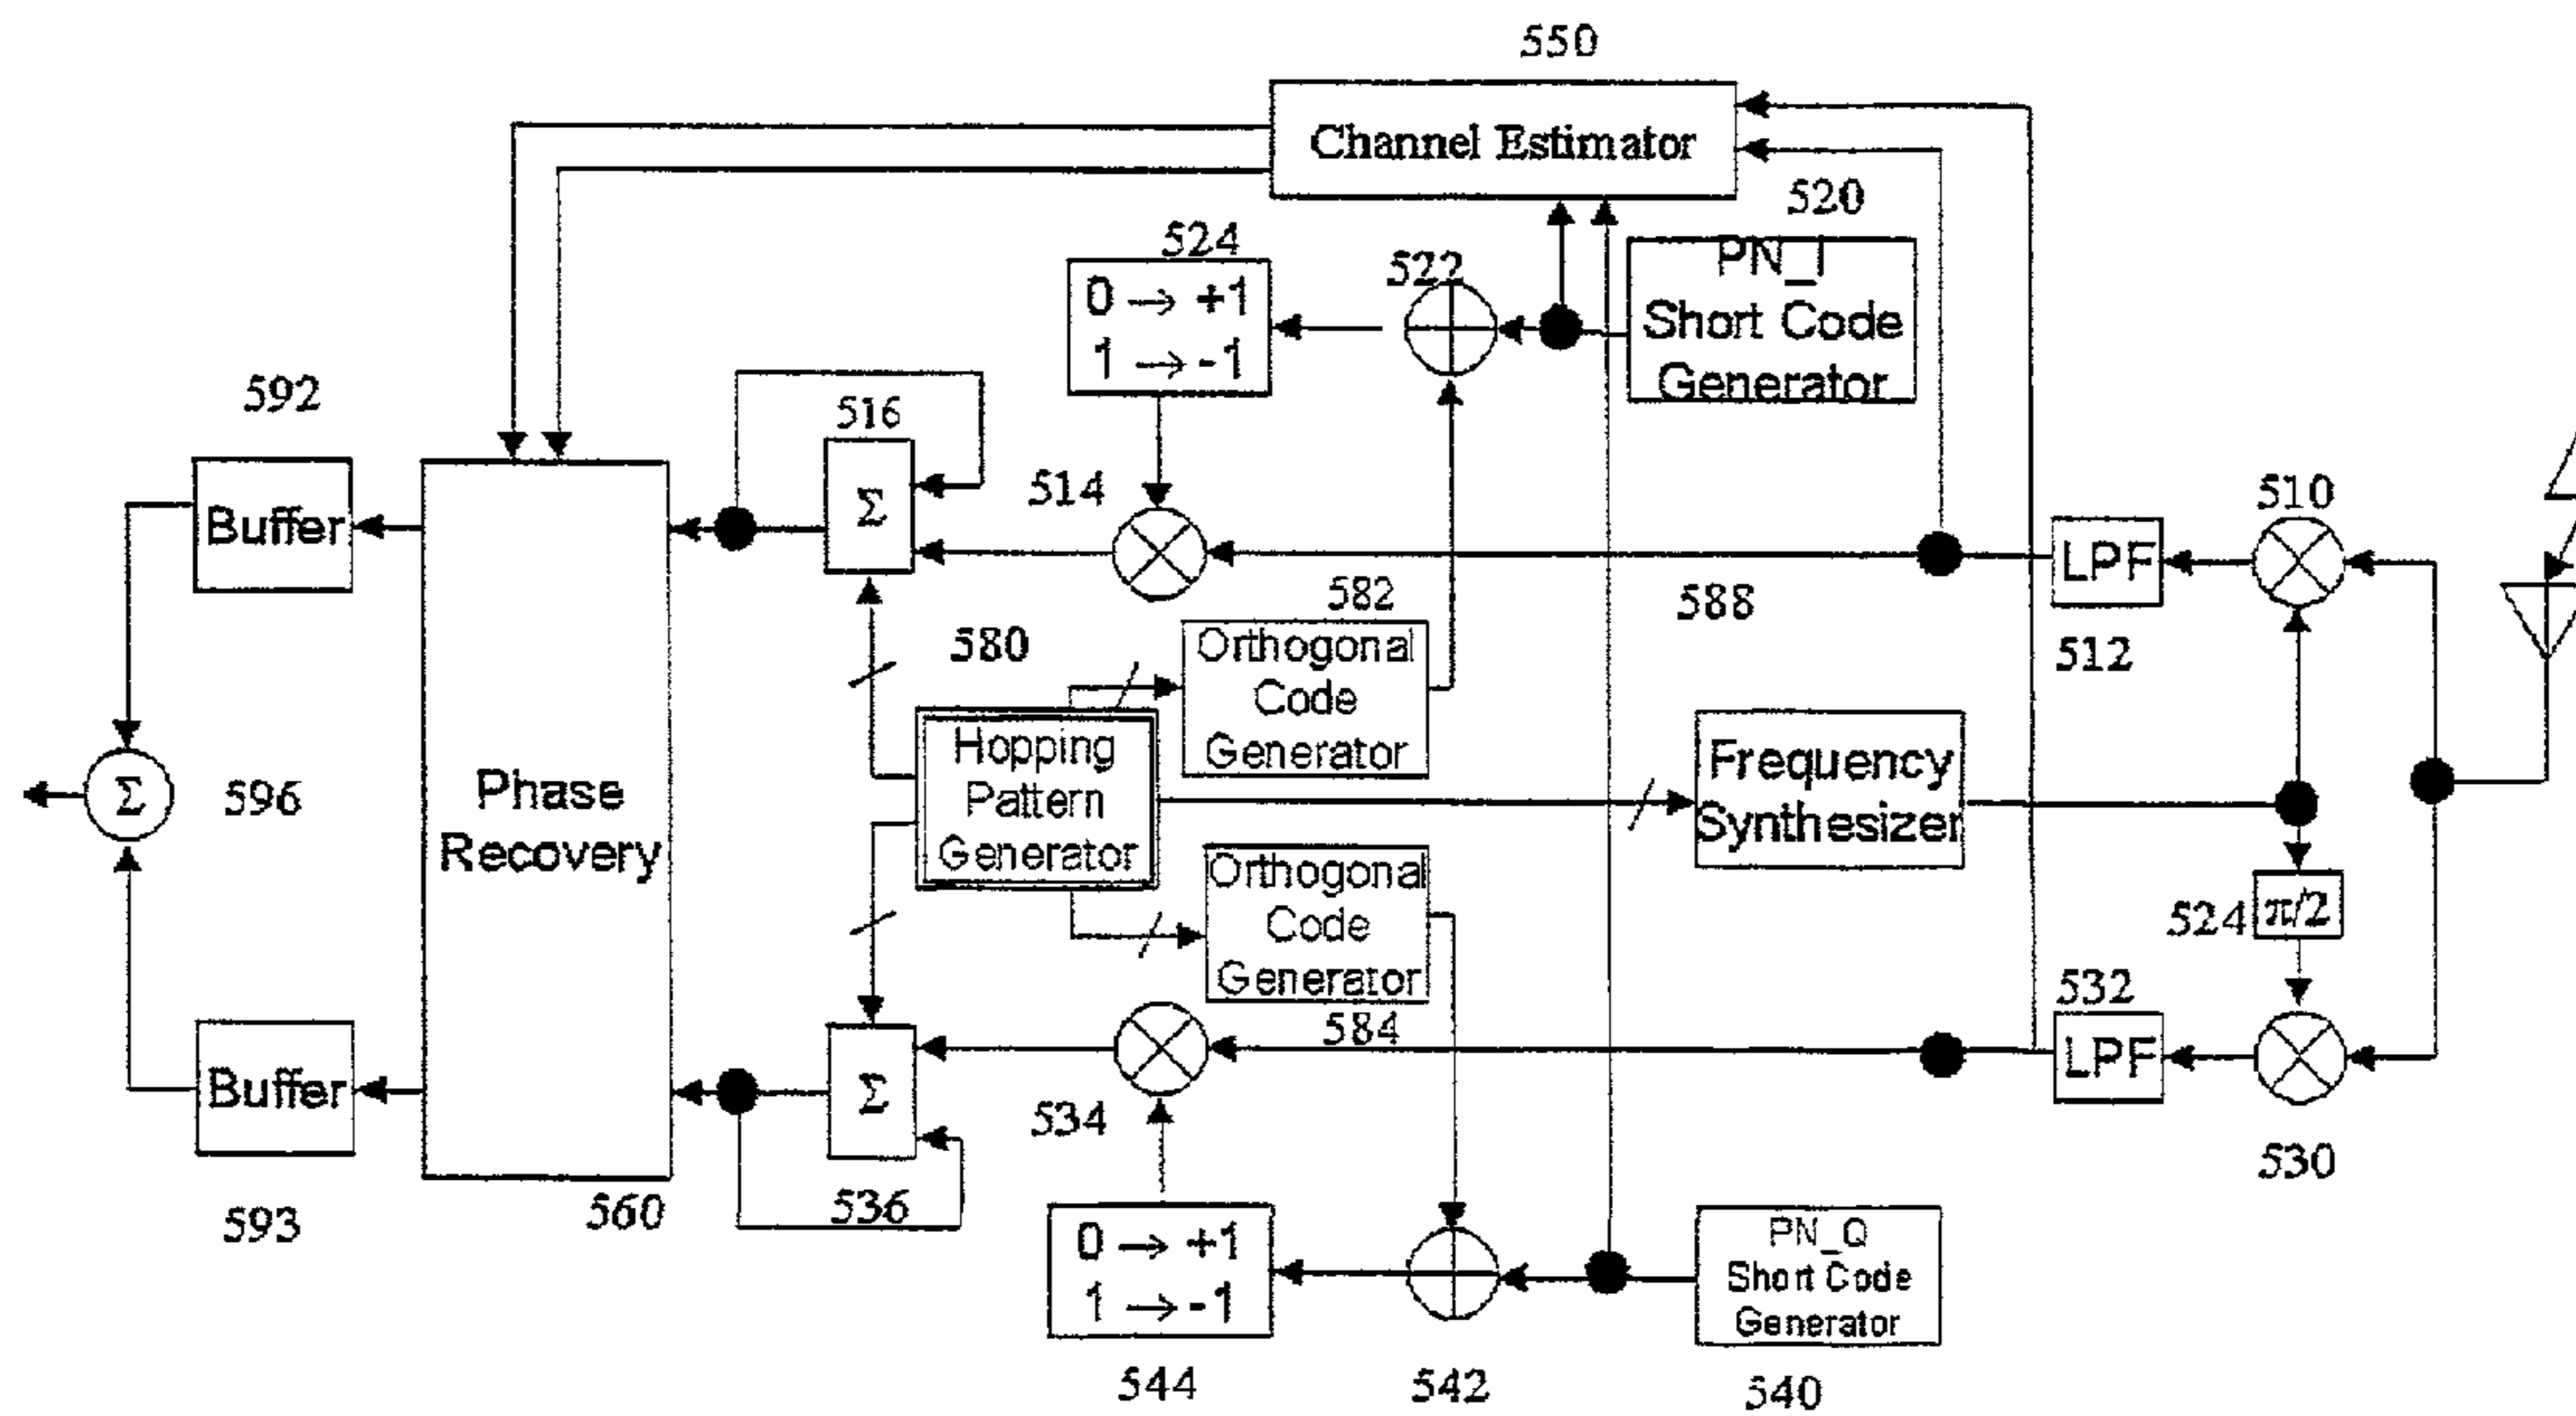 550
Channel Estimator
520
524
0 → +1
1 → -1
522
PN_I
Short Code
Generator
592
516
Σ
514
510
Buffer
LPF
512
588
582
Orthogonal
Code
Generator
580
Hopping
Pattern
Generator
Frequency
Synthesizer
Phase
Recovery
Σ
596
Orthogonal
Code
Generator
524
π/2
532
LPF
530
584
534
Σ
536
Buffer
593
560
0 → +1
1 → -1
544
542
PN_Q
Short Code
Generator
540